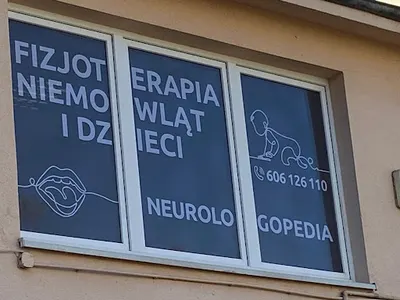 FIZJOTERAPIA
NIEMOWLĄT
I DZIECI
606 126 110
NEUROLOGOPEDIA